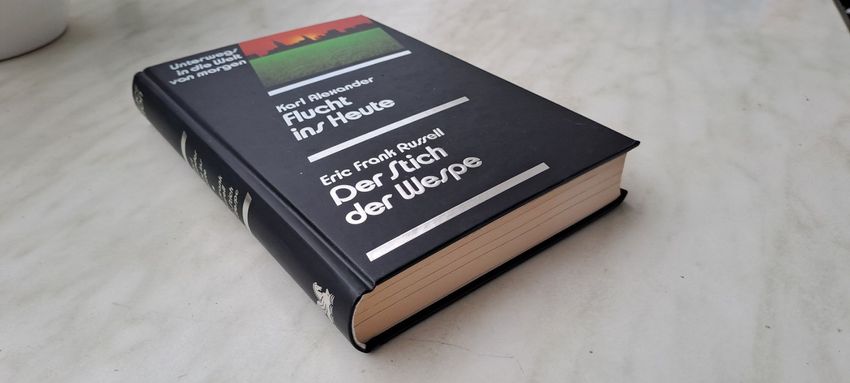 Unterwegs
in die Welt
von morgen
Karl Alexander
Flucht
ins Heute
Eric Frank Russell
Der Stich
der Wespe